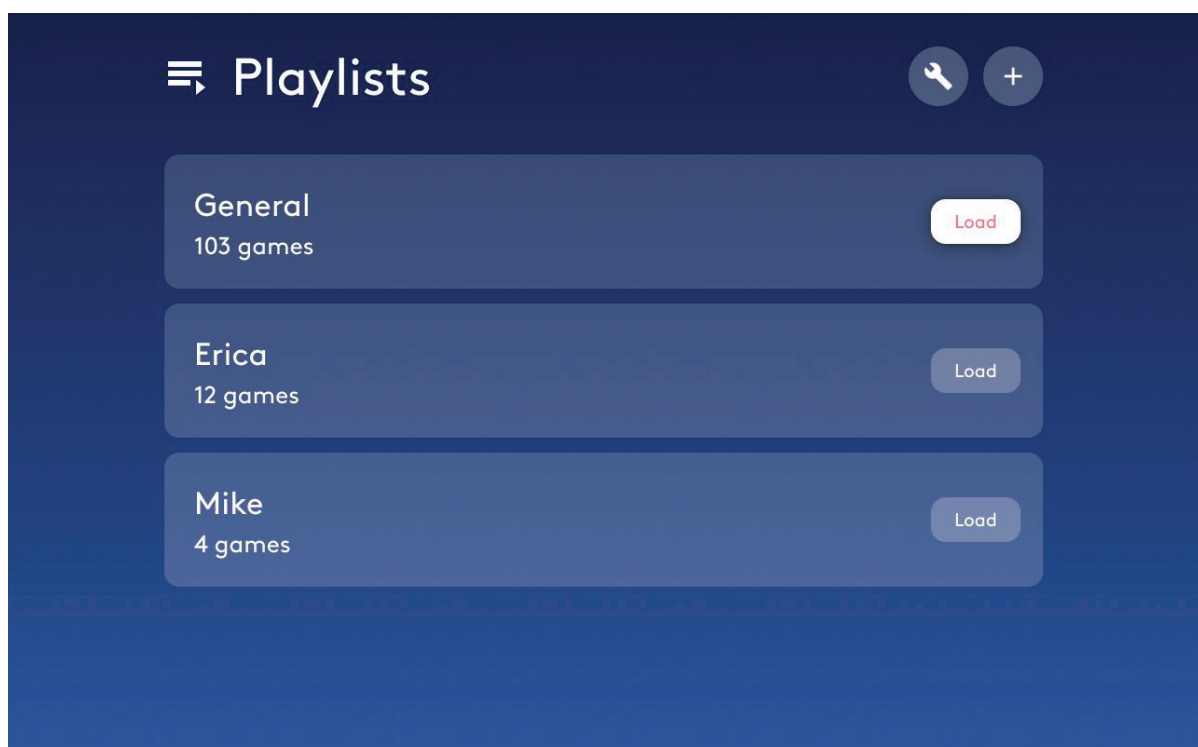 Playlists
General
103 games
Load
Erica
12 games
Load
Mike
4 games
Load